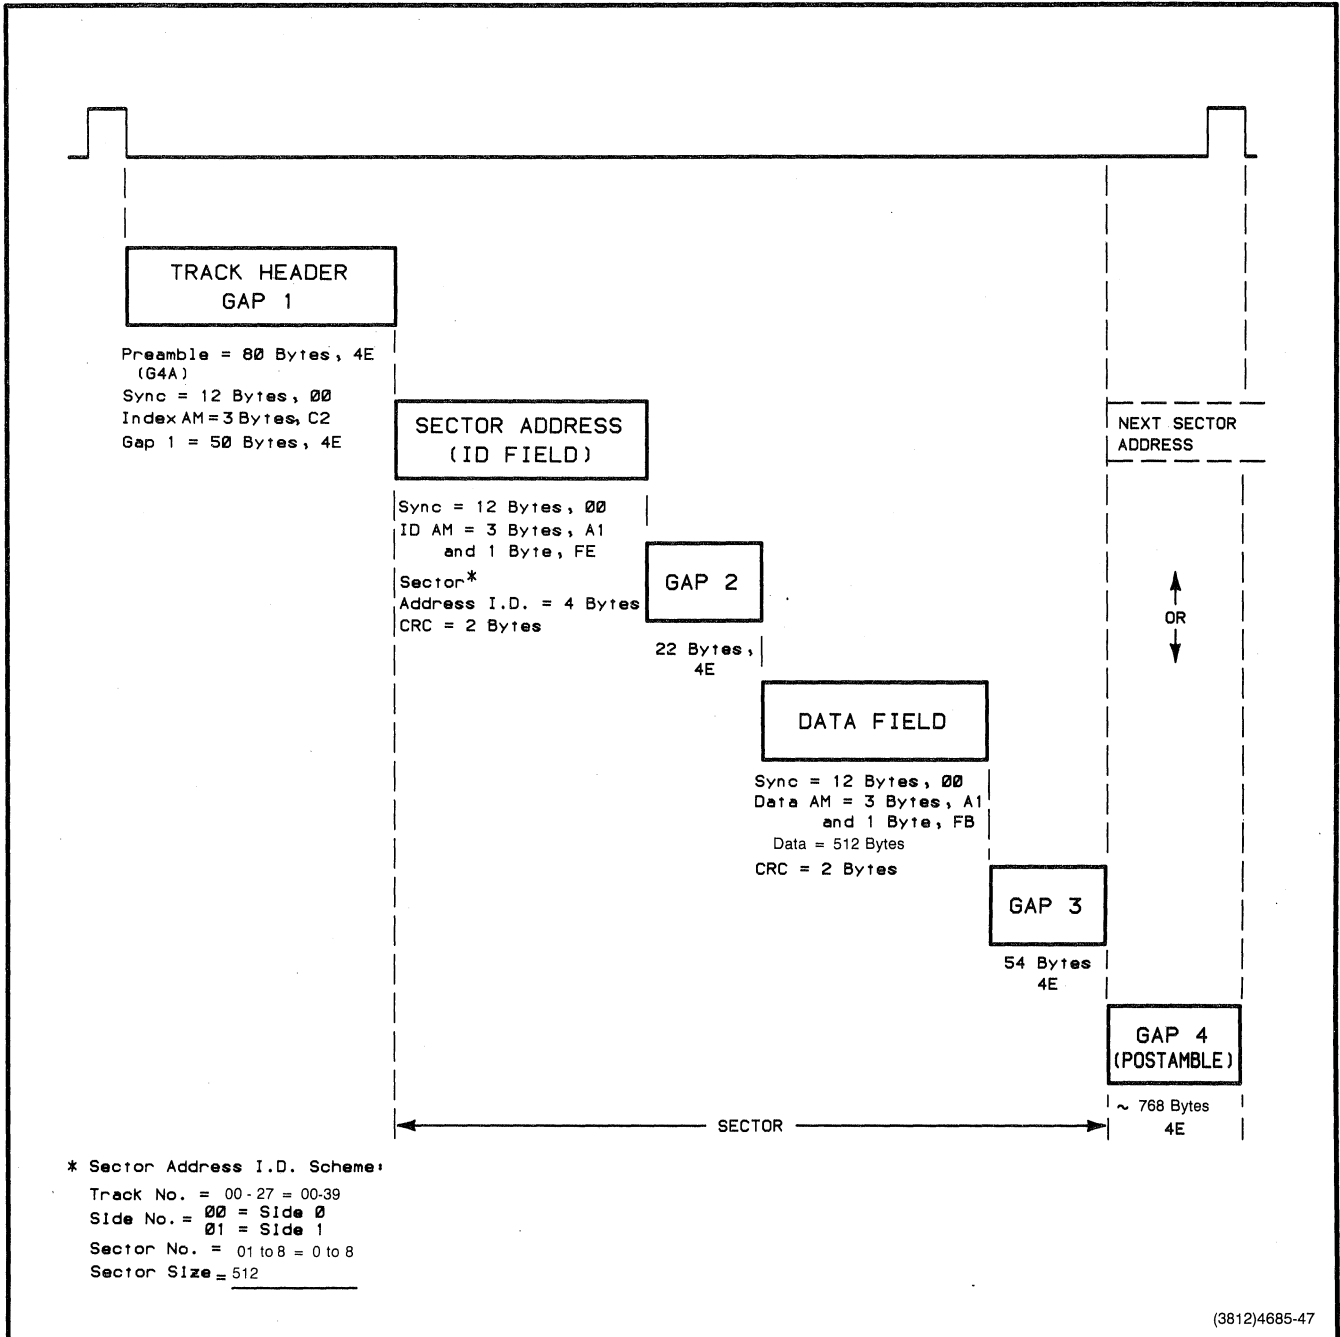 TRACK HEADER
GAP 1
Preamble = 80 Bytes, 4E
(G4A)
Sync = 12 Bytes, 00
Index AM = 3 Bytes, C2
Gap 1 = 50 Bytes, 4E
SECTOR ADDRESS
(ID FIELD)
Sync = 12 Bytes, 00
ID AM = 3 Bytes, A1
and 1 Byte, FE
Sector*
Address I.D. = 4 Bytes
CRC = 2 Bytes
NEXT SECTOR
ADDRESS
GAP 2
22 Bytes,
4E
OR
DATA FIELD
Sync = 12 Bytes, 00
Data AM = 3 Bytes, A1
and 1 Byte, FB
Data = 512 Bytes
CRC = 2 Bytes
GAP 3
54 Bytes
4E
GAP 4
(POSTAMBLE)
~ 768 Bytes
4E
SECTOR
* Sector Address I.D. Scheme:
Track No. = 00 - 27 = 00-39
Side No. = 00 = Side 0
01 = Side 1
Sector No. = 01 to 8 = 0 to 8
Sector Size = 512
(3812)4685-47